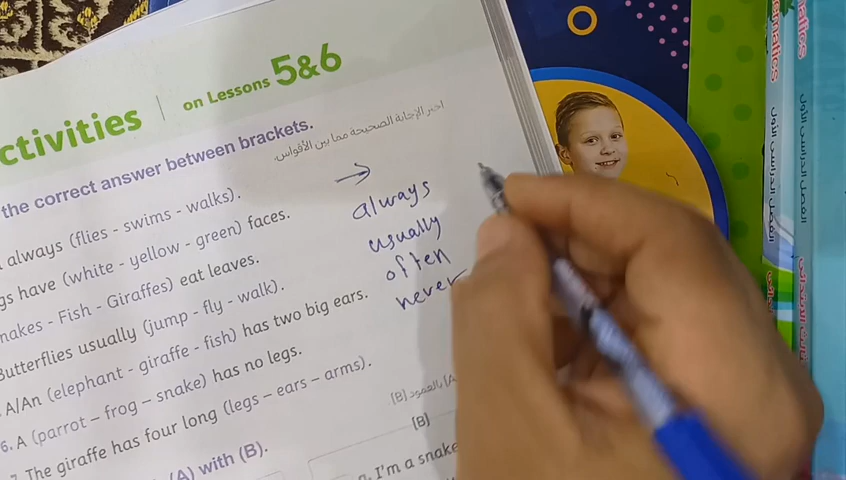 ctivities | on Lessons 5&6
the correct answer between brackets.
اختر الإجابة الصحيحة مما بين الأقواس.
always (flies - swims - walks).
gs have (white - yellow - green) faces.
nakes - Fish - Giraffes) eat leaves.
Butterflies usually (jump - fly - walk).
A/An (elephant - giraffe - fish) has two big ears.
6. A (parrot – frog – snake) has no legs.
7. The giraffe has four long (legs – ears – arms).
→
always
usually
often
never
(A) with (B).
بالعمود (B)
(B)
I'm a snake